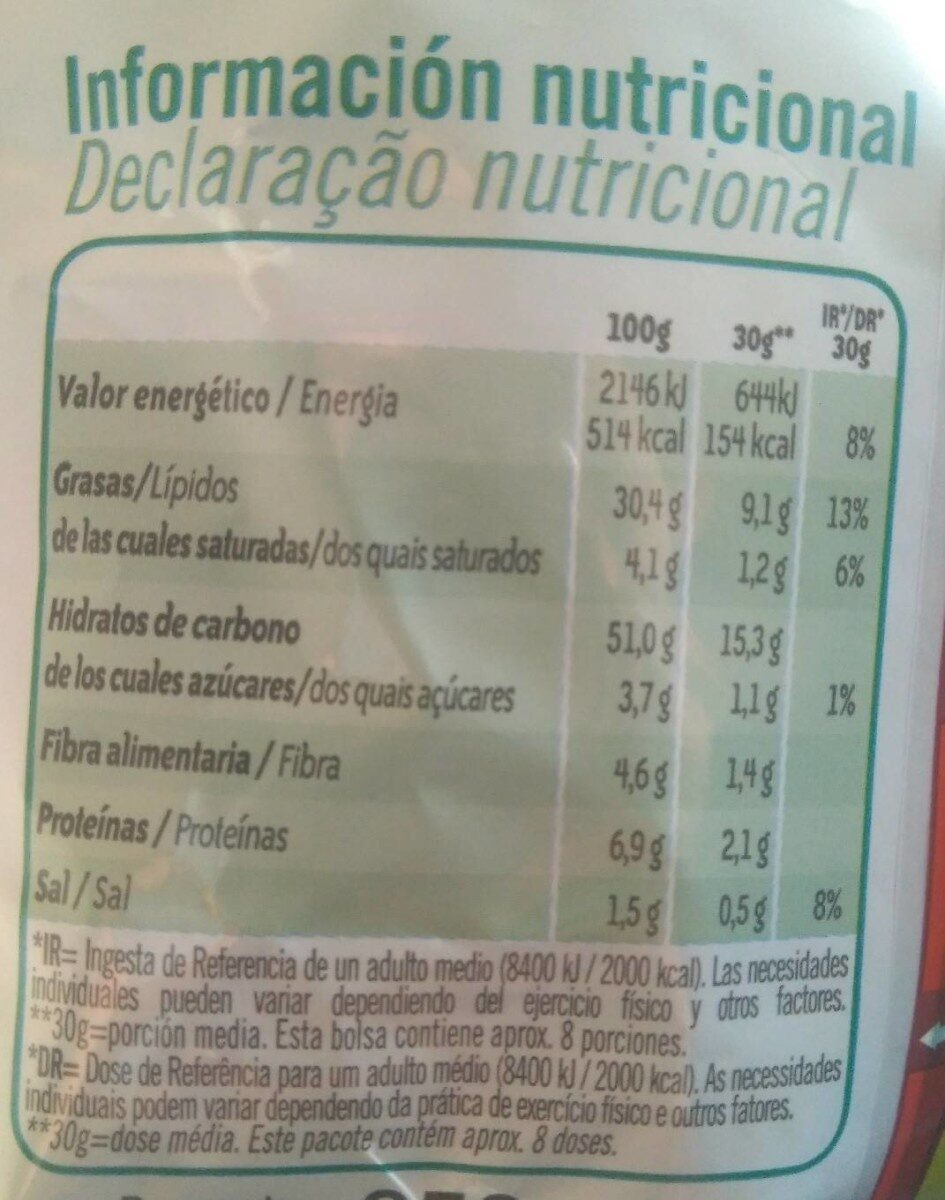 Información nutricional
Declaração nutricional
100g 30g** IR*/DR* 30g
Valor energético / Energia 2146 kJ 644kJ
514 kcal 154 kcal 8%
Grasas/Lípidos 30,4 g 9,1 g 13%
de las cuales saturadas/dos quais saturados 4,1 g 1,2 g 6%
Hidratos de carbono 51,0 g 15,3 g
de los cuales azúcares/dos quais açúcares 3,7 g 1,1 g 1%
Fibra alimentaria / Fibra 4,6 g 1,4 g
Proteínas / Proteínas 6,9 g 2,1 g
Sal / Sal 1,5 g 0,5 g 8%
*IR= Ingesta de Referencia de un adulto medio (8400 kJ / 2000 kcal). Las necesidades
individuales pueden variar dependiendo del ejercicio físico y otros factores.
**30g=porción media. Esta bolsa contiene aprox. 8 porciones.
*DR= Dose de Referência para um adulto médio (8400 kJ / 2000 kcal). As necessidades
individuais podem variar dependendo da prática de exercício físico e outros fatores.
**30g=dose média. Este pacote contém aprox. 8 doses.